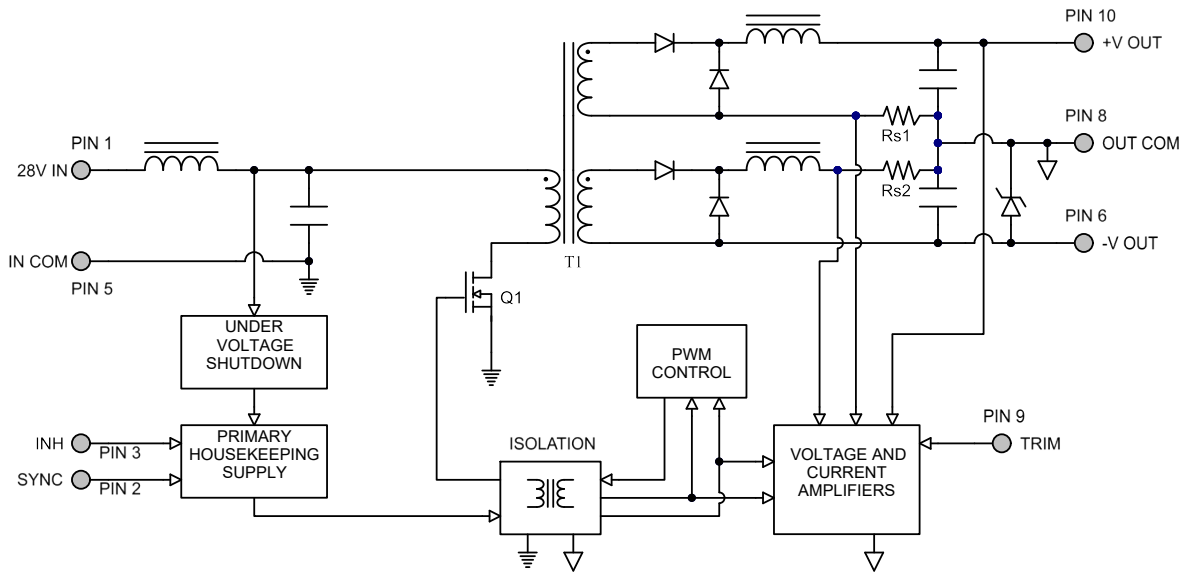 PIN 10
+V OUT
PIN 1
28V IN
Rs1
PIN 8
OUT COM
Rs2
PIN 6
-V OUT
IN COM
PIN 5
T1
Q1
UNDER
VOLTAGE
SHUTDOWN
PWM
CONTROL
INH
PIN 3
SYNC
PIN 2
PRIMARY
HOUSEKEEPING
SUPPLY
ISOLATION
VOLTAGE AND
CURRENT
AMPLIFIERS
PIN 9
TRIM